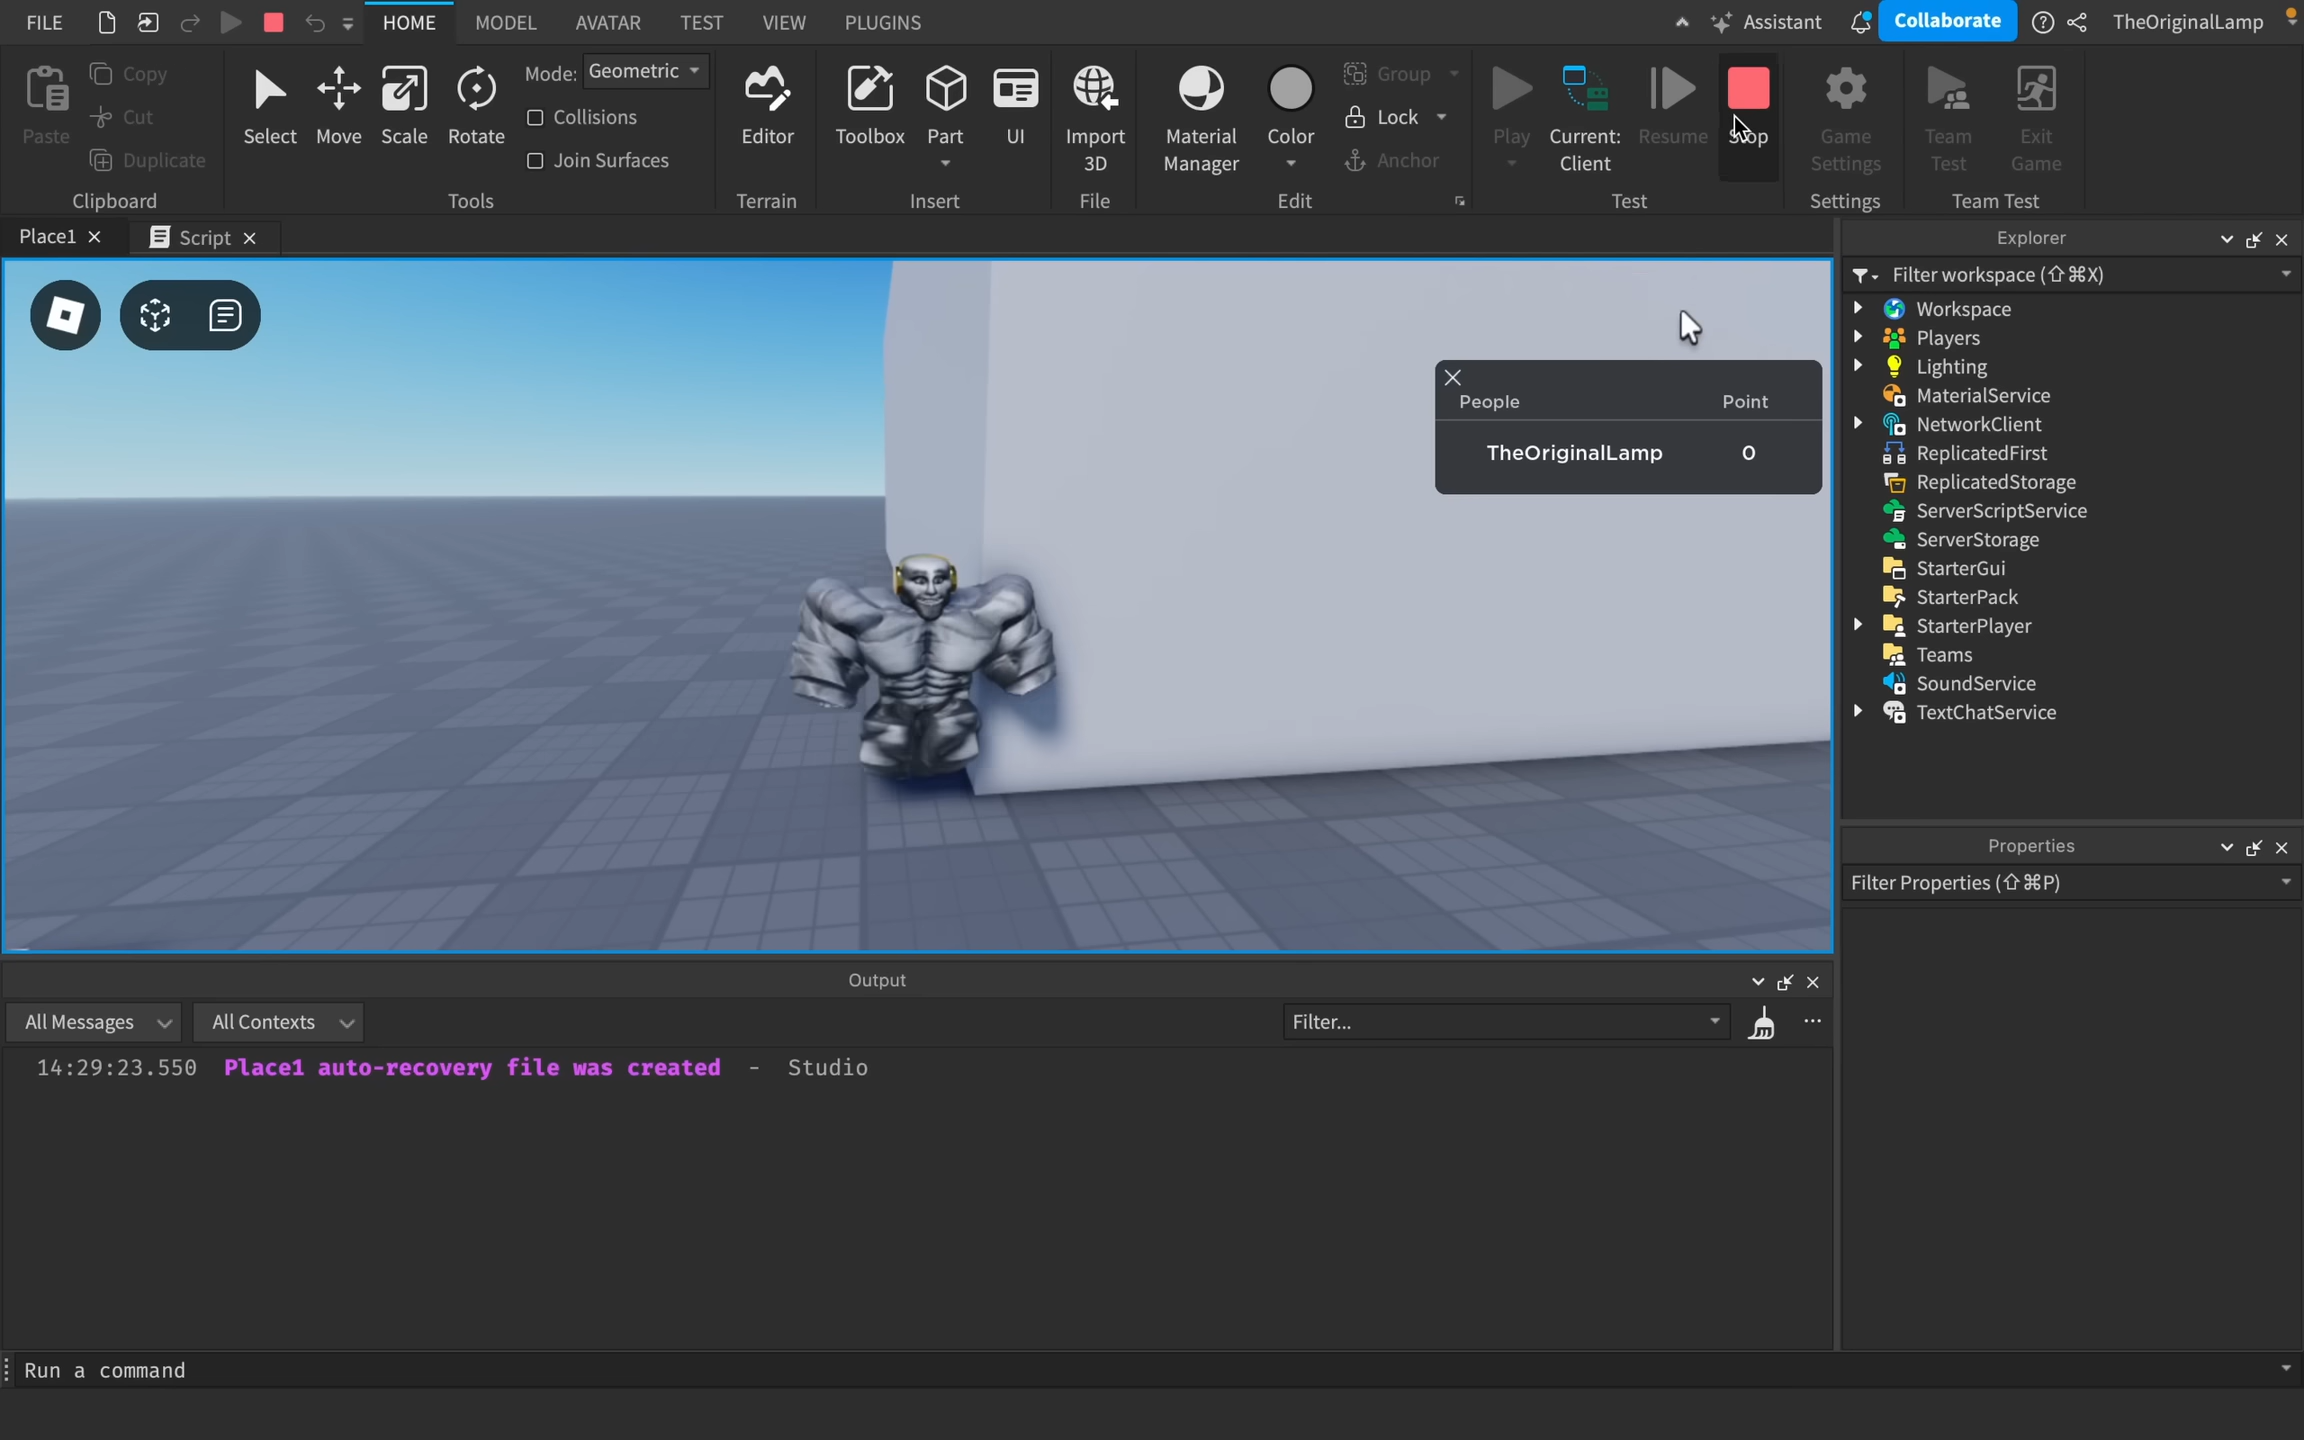 FILE HOME MODEL AVATAR TEST VIEW PLUGINS Assistant Collaborate TheOriginalLamp
Paste Copy Cut Duplicate
Clipboard
Select Move Scale Rotate
Mode: Geometric
Collisions
Join Surfaces
Tools
Editor
Terrain
Toolbox Part UI
Insert
Import
3D
File
Material
Manager
Color
Group
Lock
Anchor
Edit
Play
Current:
Client
Resume
Stop
Test
Game
Settings
Settings
Team
Test
Exit
Game
Team Test
Place1 Script
People Point
TheOriginalLamp 0
Explorer
Filter workspace (⇧⌘X)
Workspace
Players
Lighting
MaterialService
NetworkClient
ReplicatedFirst
ReplicatedStorage
ServerScriptService
ServerStorage
StarterGui
StarterPack
StarterPlayer
Teams
SoundService
TextChatService
Properties
Filter Properties (⇧⌘P)
Output
All Messages All Contexts Filter...
14:29:23.550 Place1 auto-recovery file was created - Studio
Run a command